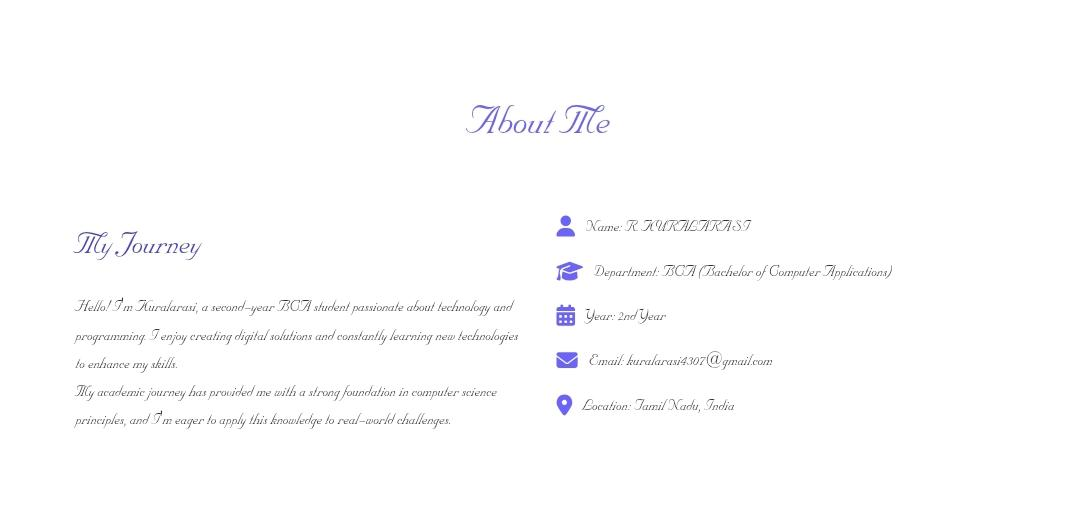 About Me
My Journey
Hello! I'm Kuralarasi, a second-year BCA student passionate about technology and
programming. I enjoy creating digital solutions and constantly learning new technologies
to enhance my skills.
My academic journey has provided me with a strong foundation in computer science
principles, and I'm eager to apply this knowledge to real-world challenges.
Name: R. KURALARASI
Department: BCA (Bachelor of Computer Applications)
Year: 2nd Year
Email: kuralarasi4307@gmail.com
Location: Tamil Nadu, India